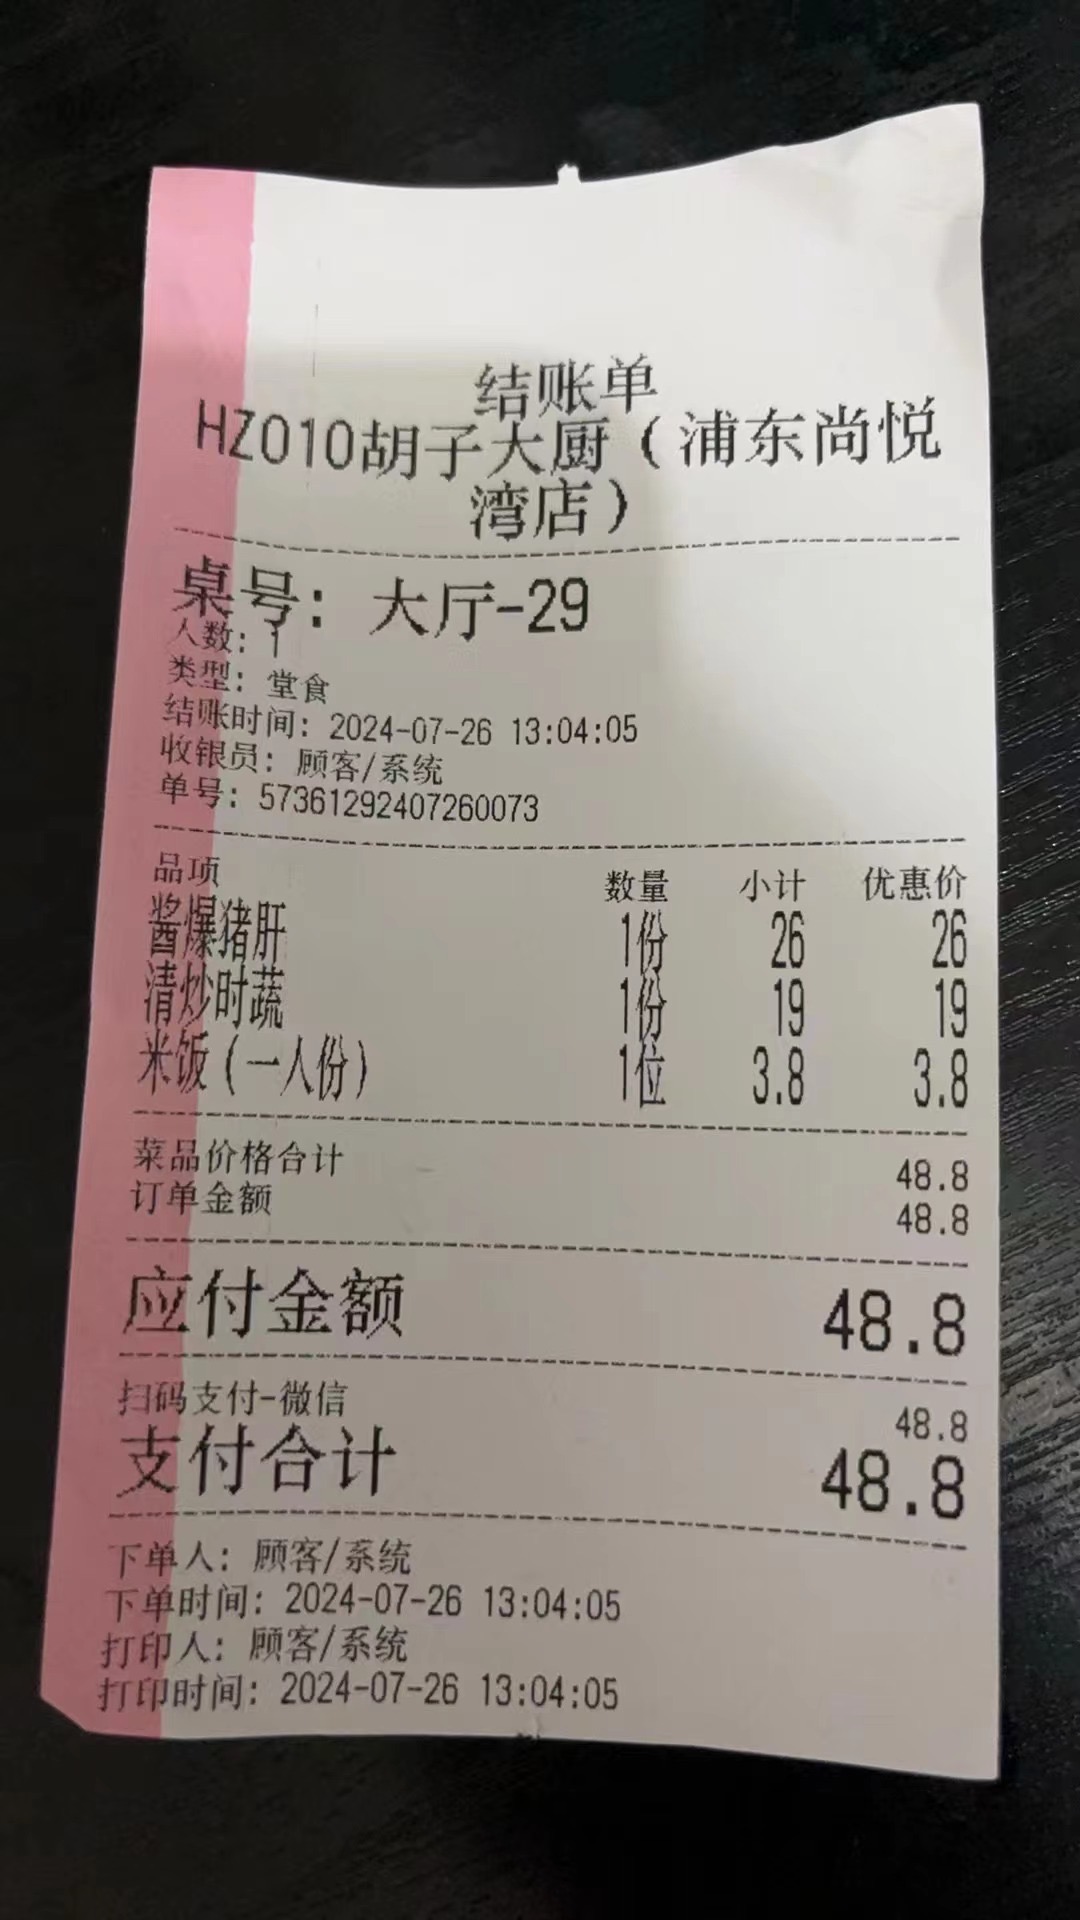 结账单
HZ010胡子大厨（浦东尚悦
湾店）
桌号：大厅-29
人数：1
类型：堂食
结账时间：2024-07-26 13:04:05
收银员：顾客/系统
单号：573612924072600​73
品项 数量 小计 优惠价
酱爆猪肝 1份 26 26
清炒时蔬 1份 19 19
米饭（一人份） 1位 3.8 3.8
菜品价格合计 48.8
订单金额 48.8
应付金额 48.8
扫码支付-微信 48.8
支付合计 48.8
下单人：顾客/系统
下单时间：2024-07-26 13:04:05
打印人：顾客/系统
打印时间：2024-07-26 13:04:05